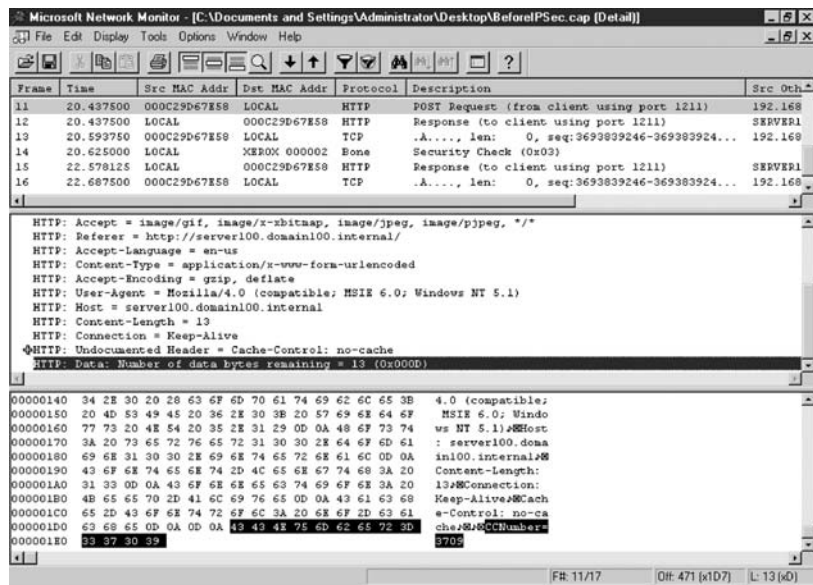 Microsoft Network Monitor - [C:\Documents and Settings\Administrator\Desktop\BeforeIPSec.cap (Detail)]
File Edit Display Tools Options Window Help
Frame Time Src MAC Addr Dst MAC Addr Protocol Description Src Oth
11 20.437500 000C29D67E58 LOCAL HTTP POST Request (from client using port 1211) 192.168
12 20.437500 LOCAL 000C29D67E58 HTTP Response (to client using port 1211) SERVER1
13 20.593750 000C29D67E58 LOCAL TCP .A...., len: 0, seq:3693839246-369383924... 192.168
14 20.625000 LOCAL XEROX 000002 Bone Security Check (0x03)
15 22.578125 LOCAL 000C29D67E58 HTTP Response (to client using port 1211) SERVER1
16 22.687500 000C29D67E58 LOCAL TCP .A...., len: 0, seq:3693839246-369383924... 192.168
HTTP: Accept = image/gif, image/x-xbitmap, image/jpeg, image/pjpeg, */*
HTTP: Referer = http://server100.domain100.internal/
HTTP: Accept-Language = en-us
HTTP: Content-Type = application/x-www-form-urlencoded
HTTP: Accept-Encoding = gzip, deflate
HTTP: User-Agent = Mozilla/4.0 (compatible; MSIE 6.0; Windows NT 5.1)
HTTP: Host = server100.domain100.internal
HTTP: Content-Length = 13
HTTP: Connection = Keep-Alive
HTTP: Undocumented Header = Cache-Control: no-cache
HTTP: Data: Number of data bytes remaining = 13 (0x000D)
00000140 34 2E 30 20 28 63 6F 6D 70 61 74 69 62 6C 65 3B 4.0 (compatible;
00000150 20 4D 53 49 45 20 36 2E 30 3B 20 57 69 6E 64 6F MSIE 6.0; Windo
00000160 77 73 20 4E 54 20 35 2E 31 29 0D 0A 48 6F 73 74 ws NT 5.1)♪◙Host
00000170 3A 20 73 65 72 76 65 72 31 30 30 2E 64 6F 6D 61 : server100.doma
00000180 69 6E 31 30 30 2E 69 6E 74 65 72 6E 61 6C 0D 0A in100.internal♪◙
00000190 43 6F 6E 74 65 6E 74 2D 4C 65 6E 67 74 68 3A 20 Content-Length:
000001A0 31 33 0D 0A 43 6F 6E 6E 65 63 74 69 6F 6E 3A 20 13♪◙Connection:
000001B0 4B 65 65 70 2D 41 6C 69 76 65 0D 0A 43 61 63 68 Keep-Alive♪◙Cach
000001C0 65 2D 43 6F 6E 74 72 6F 6C 3A 20 6E 6F 2D 63 61 e-Control: no-ca
000001D0 63 68 65 0D 0A 0D 0A 43 43 4E 75 6D 62 65 72 3D che♪◙♪◙CCNumber=
000001E0 33 37 30 39 3709
F#: 11/17 Off: 471 (x1D7) L: 13 (xD)